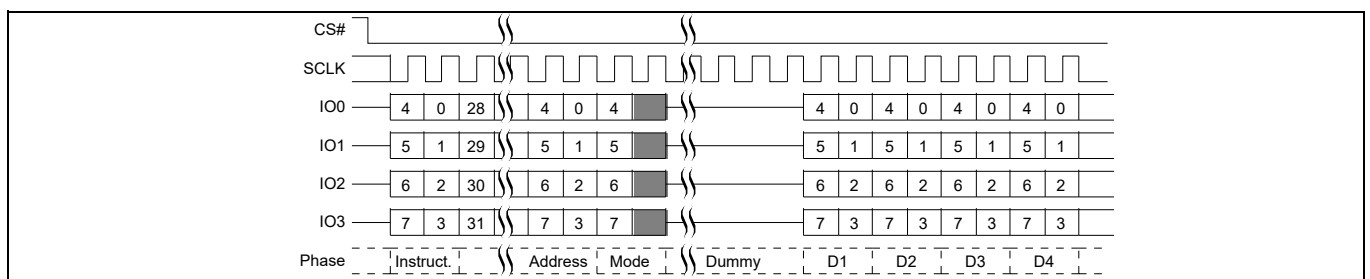 CS#
SCLK
IO0 4 0 28 4 0 4 4 0 4 0 4 0 4 0
IO1 5 1 29 5 1 5 5 1 5 1 5 1 5 1
IO2 6 2 30 6 2 6 6 2 6 2 6 2 6 2
IO3 7 3 31 7 3 7 7 3 7 3 7 3 7 3
Phase Instruct. Address Mode Dummy D1 D2 D3 D4